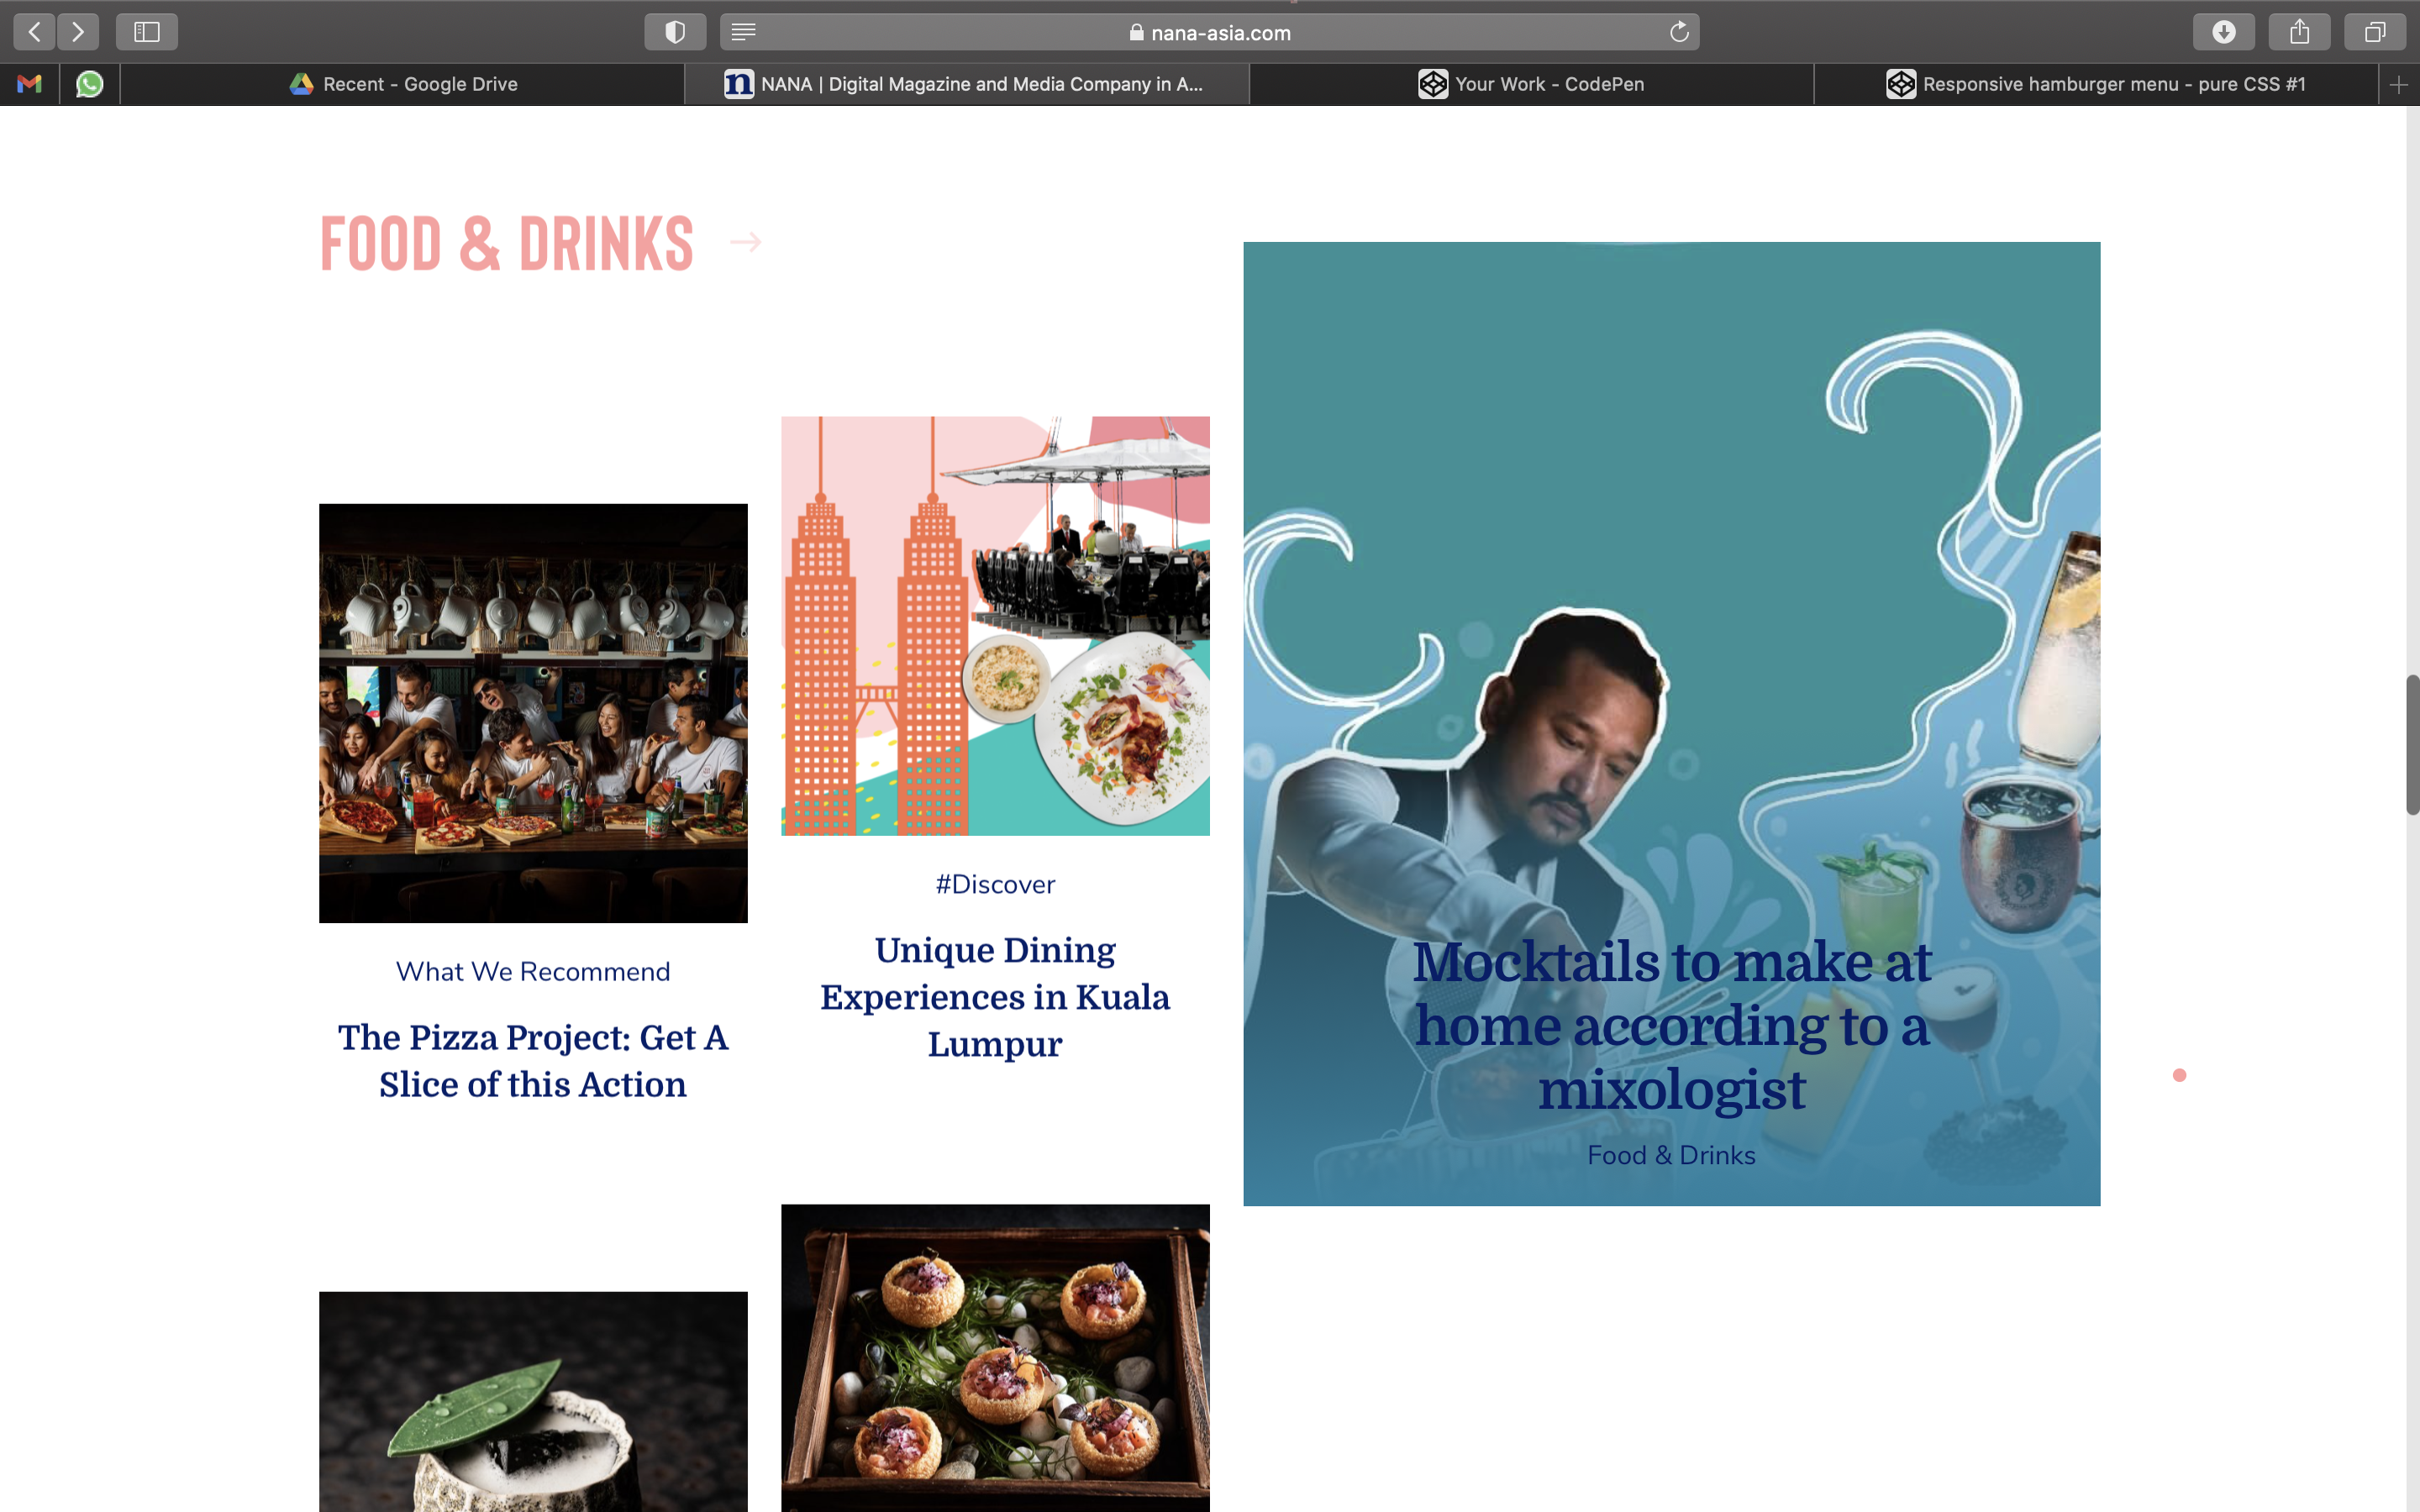 nana-asia.com
Recent - Google Drive
n NANA | Digital Magazine and Media Company in A...
Your Work - CodePen
Responsive hamburger menu - pure CSS #1
FOOD & DRINKS →
What We Recommend
The Pizza Project: Get A
Slice of this Action
#Discover
Unique Dining
Experiences in Kuala
Lumpur
Mocktails to make at
home according to a
mixologist
Food & Drinks